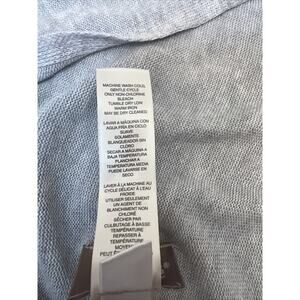 MACHINE WASH COLD
GENTLE CYCLE
ONLY NON-CHLORINE
BLEACH
TUMBLE DRY LOW
WARM IRON
MAY BE DRY CLEANED
LAVAR A MÁQUINA CON
AGUA FRÍA EN CICLO
SUAVE
SOLAMENTE
BLANQUEADOR SIN
CLORO
SECAR A MÁQUINA A
BAJA TEMPERATURA
PLANCHAR A
TEMPERATURA MEDIA
PUEDE LAVARSE EN
SECO
LAVER À LA MACHINE AU
CYCLE DÉLICAT À L'EAU
FROIDE
UTILISER SEULEMENT
UN AGENT DE
BLANCHIMENT NON
CHLORÉ
SÉCHER PAR
CULBUTAGE À BASSE
TEMPÉRATURE
REPASSER À
TEMPÉRATURE
MOYENNE
PEUT ÊTRE